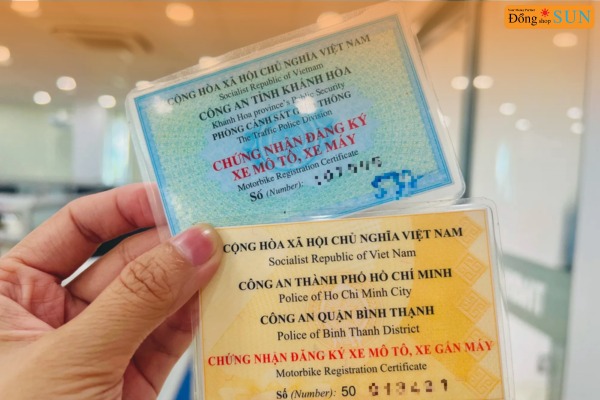 Your Home Partner
Đồng shop SUN
CỘNG HÒA XÃ HỘI CHỦ NGHĨA VIỆT NAM
Socialist Republic of Vietnam
CÔNG AN TỈNH KHÁNH HÒA
Khanh Hoa province's Public Security
PHÒNG CẢNH SÁT GIAO THÔNG
The Traffic Police Division
CHỨNG NHẬN ĐĂNG KÝ
XE MÔ TÔ, XE MÁY
Motorbike Registration Certificate
Số (Number):
CỘNG HÒA XÃ HỘI CHỦ NGHĨA VIỆT NAM
Socialist Republic of Viet Nam
CÔNG AN THÀNH PHỐ HỒ CHÍ MINH
Police of Ho Chi Minh City
CÔNG AN QUẬN BÌNH THẠNH
Police of Binh Thanh District
CHỨNG NHẬN ĐĂNG KÝ XE MÔ TÔ, XE GẮN MÁY
Motorbike Registration Certificate
Số (Number): 50